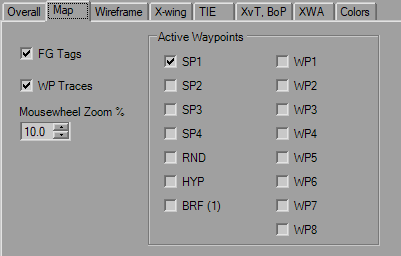 Overall Map Wireframe X-wing TIE XvT, BoP XWA Colors
FG Tags
WP Traces
Mousewheel Zoom %
10.0
Active Waypoints
SP1 WP1
SP2 WP2
SP3 WP3
SP4 WP4
RND WP5
HYP WP6
BRF (1) WP7
WP8